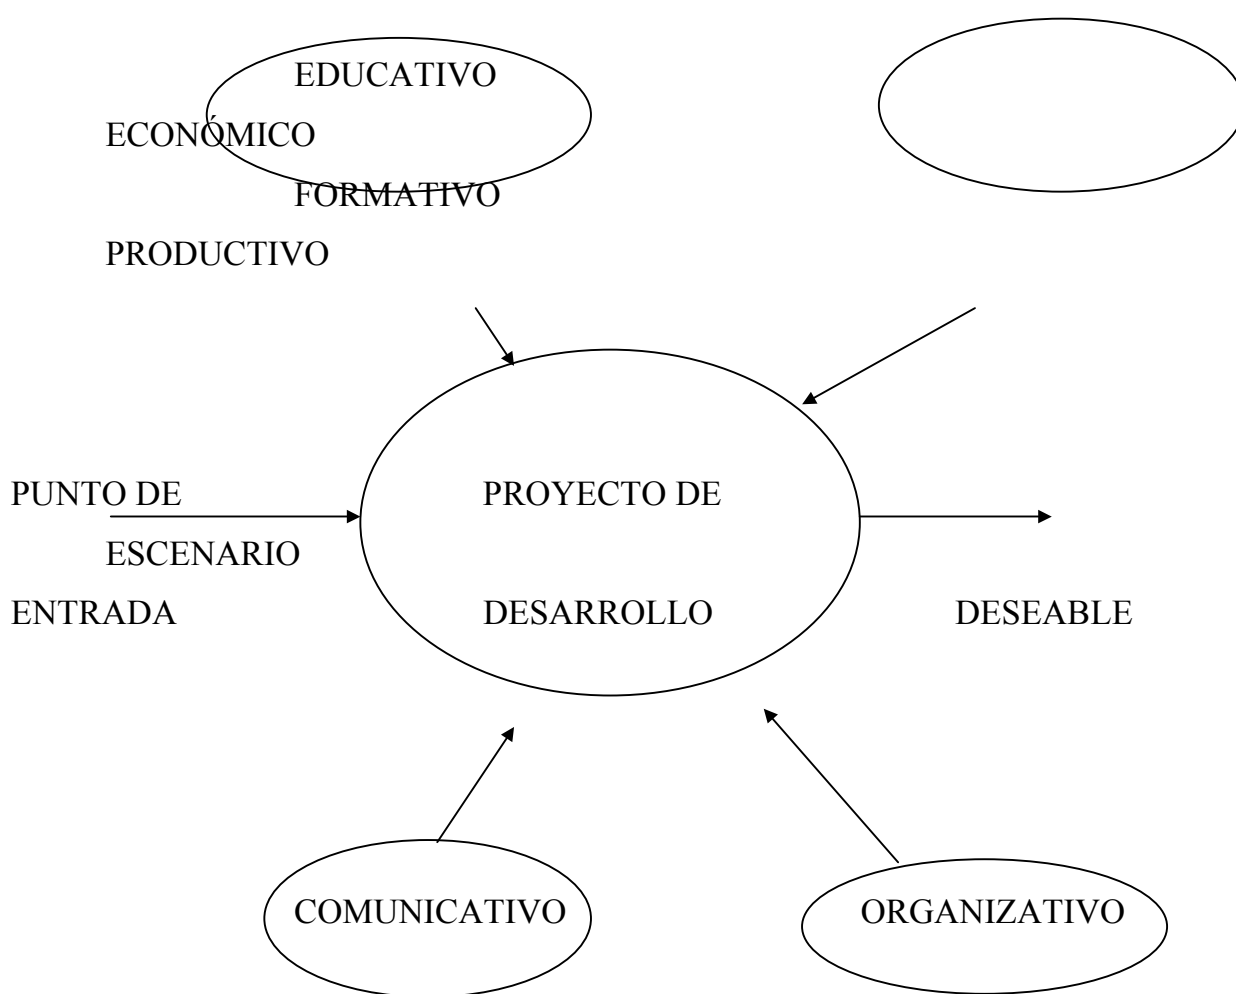 EDUCATIVO
ECONÓMICO
FORMATIVO
PRODUCTIVO
PUNTO DE PROYECTO DE
ESCENARIO
ENTRADA DESARROLLO DESEABLE
COMUNICATIVO ORGANIZATIVO